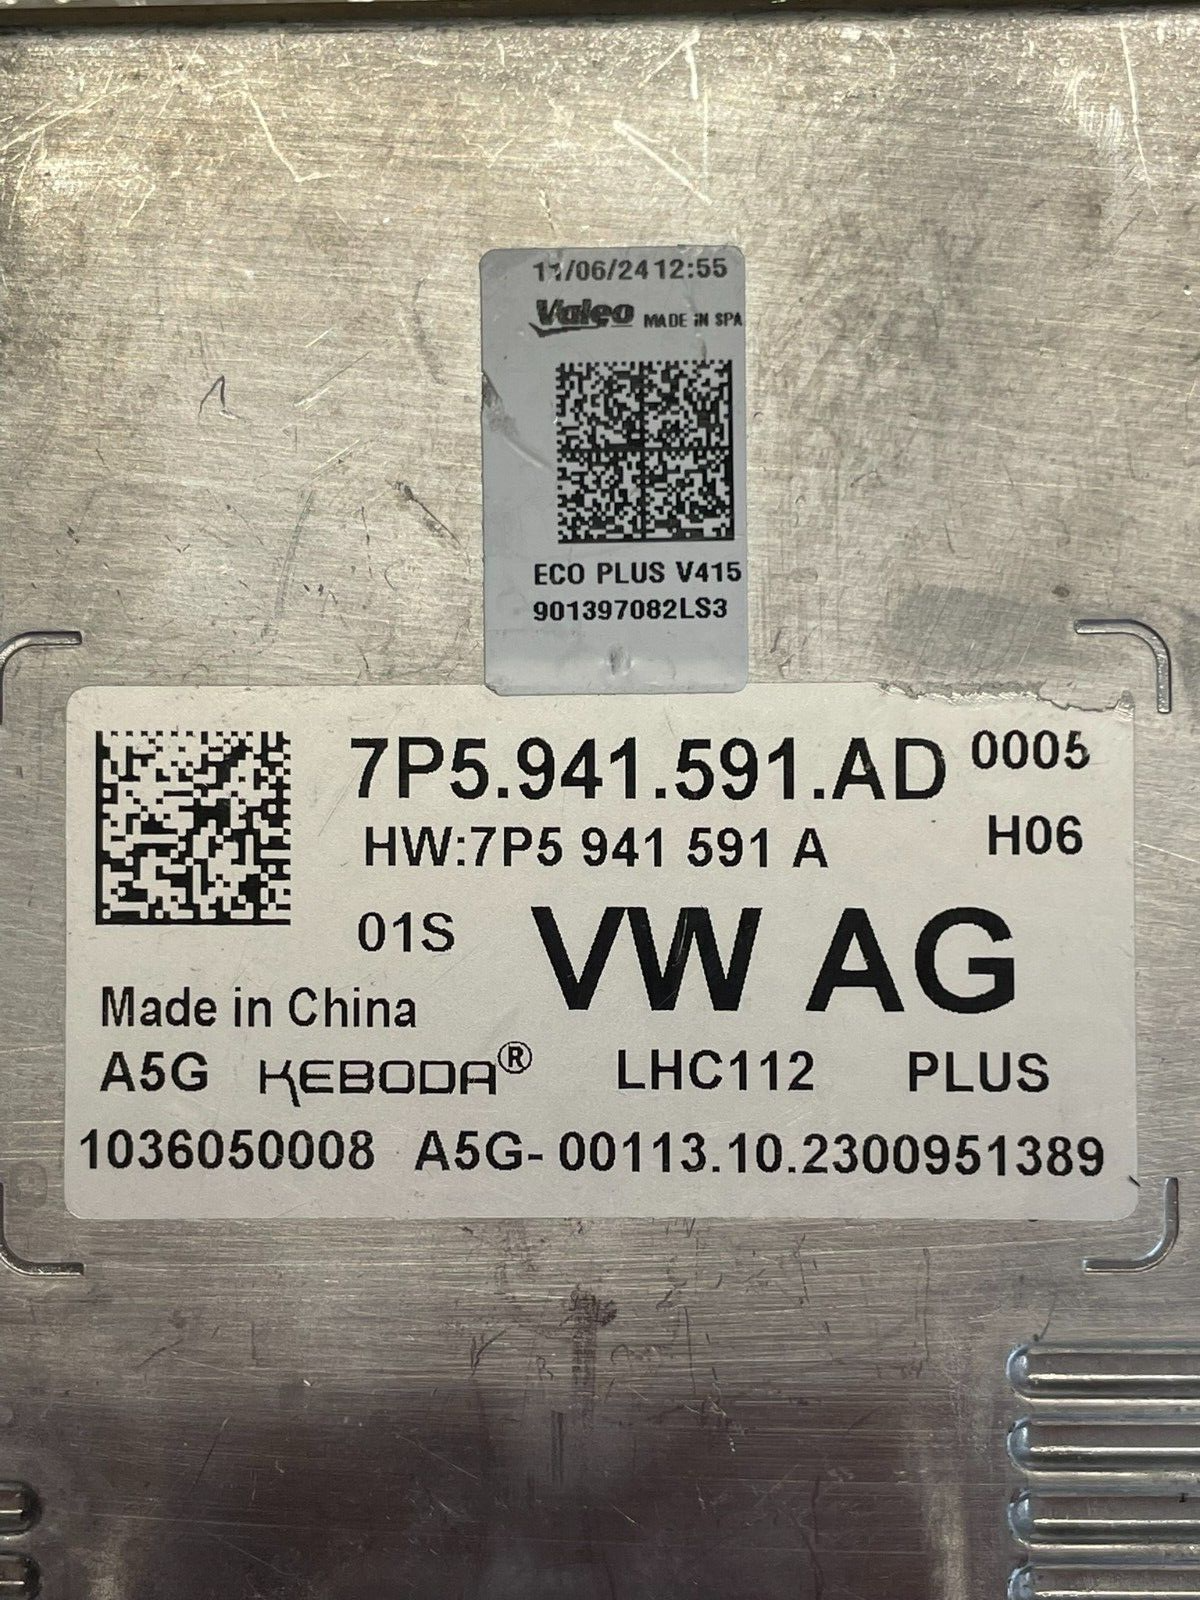 11/06/24 12:55
Valeo MADE iN SPA
ECO PLUS V415
901397082LS3
7P5.941.591.AD 0005
HW:7P5 941 591 A H06
01S VW AG
Made in China
A5G KEBODA® LHC112 PLUS
1036050008 A5G-00113.10.2300951389